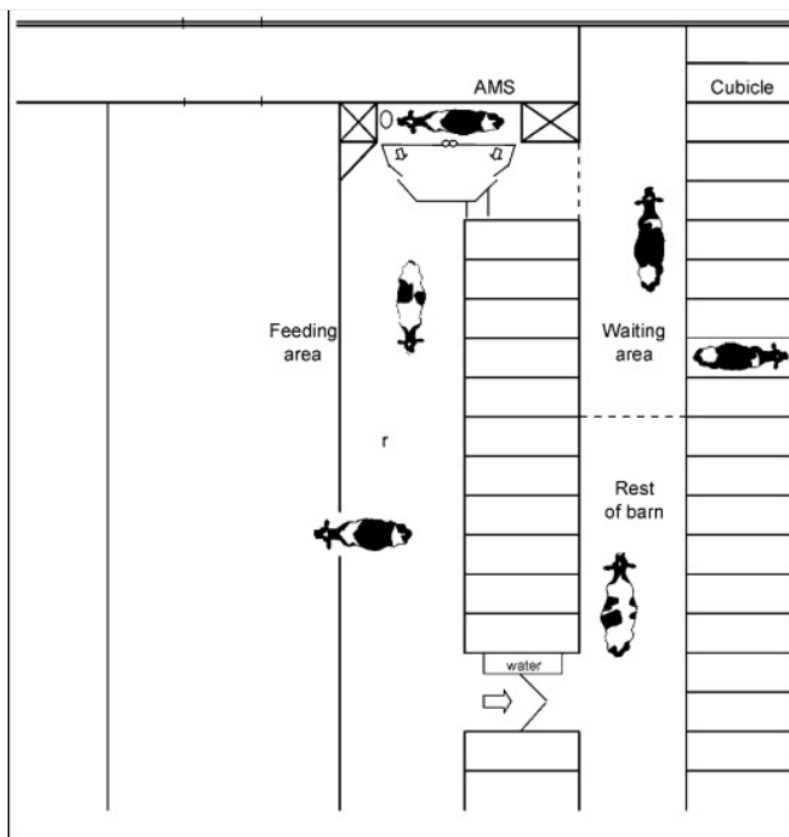 AMS
Cubicle
Feeding
area
Waiting
area
r
Rest
of barn
water